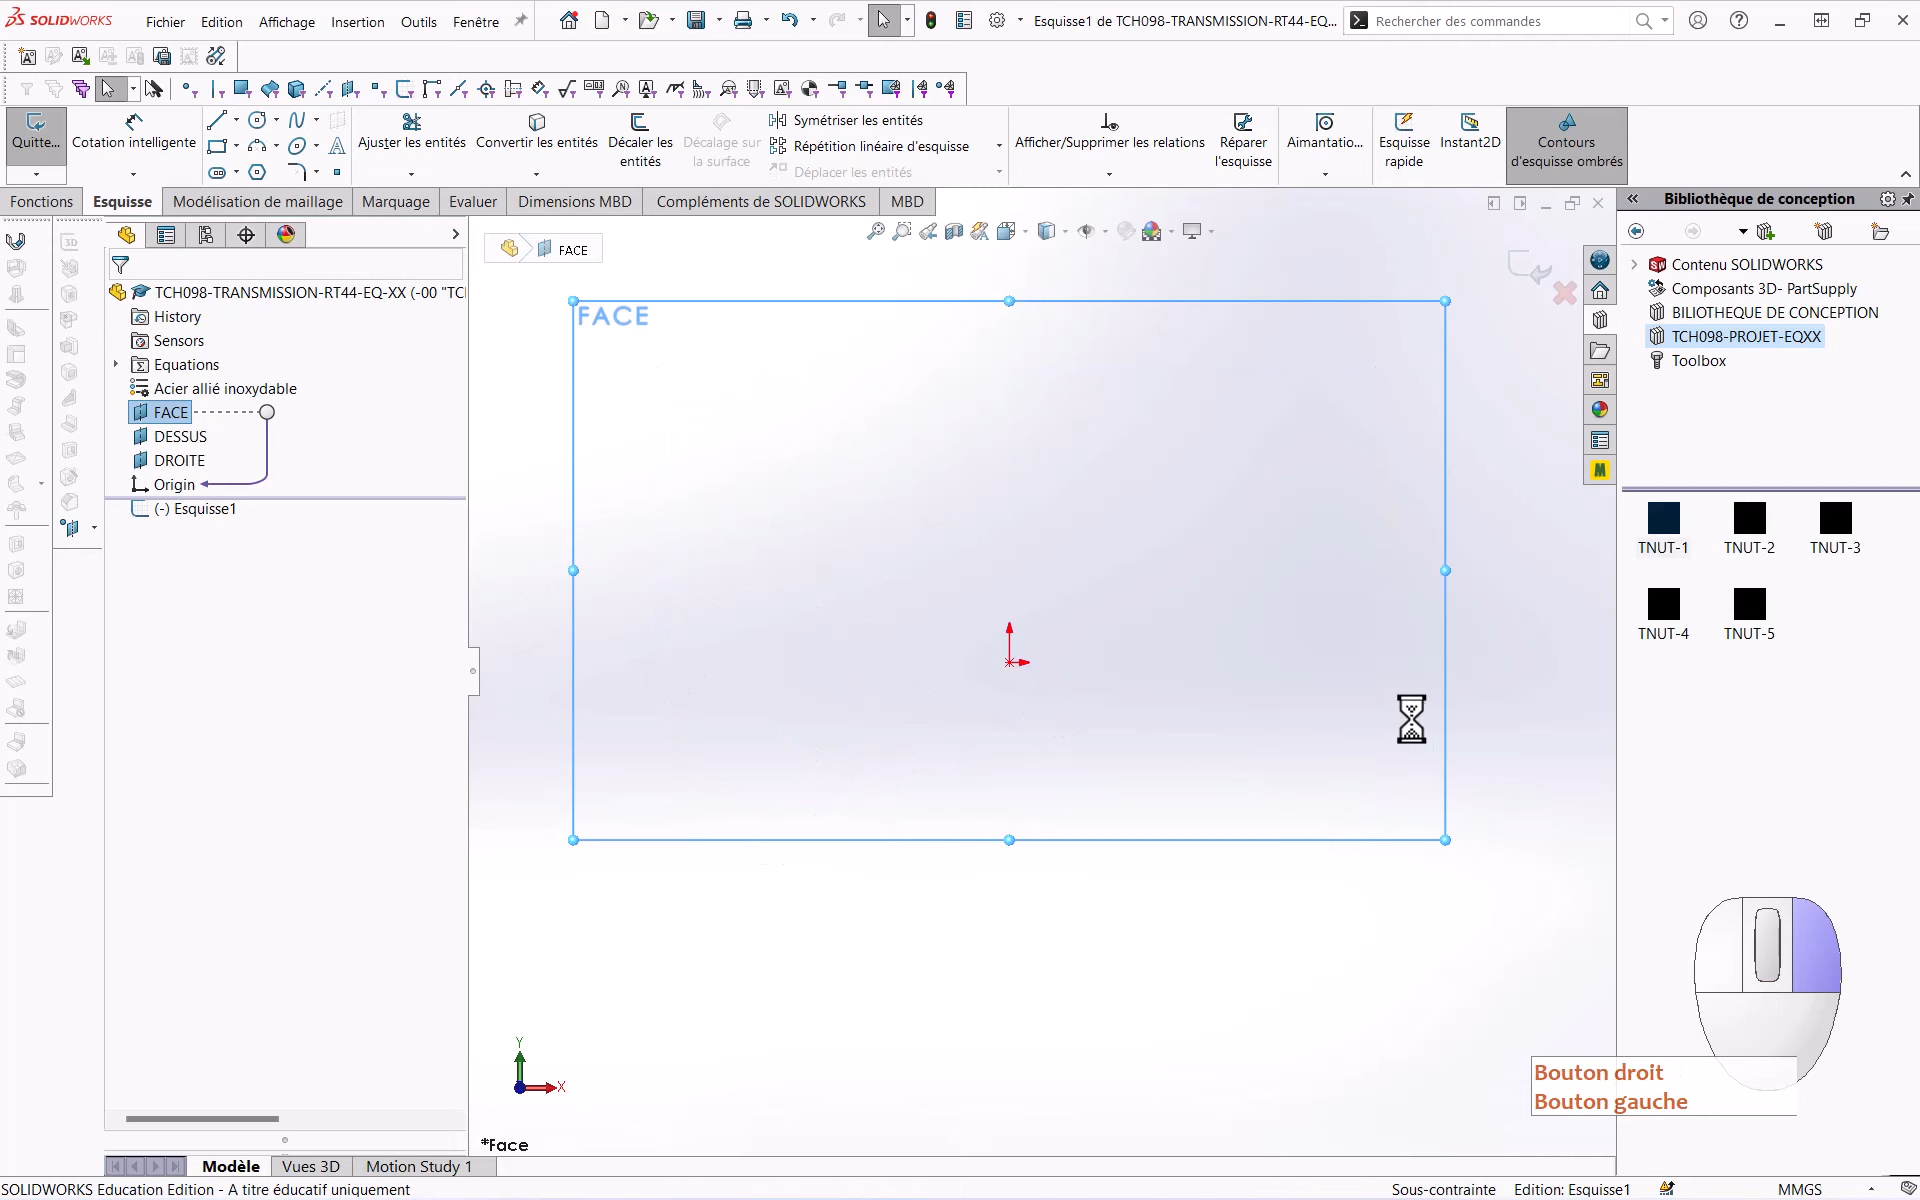 SOLIDWORKS
Fichier
Edition
Affichage
Insertion
Outils
Fenêtre
Esquisse1 de TCH098-TRANSMISSION-RT44-EQ...
Rechercher des commandes
Quitte...
Cotation intelligente
Ajuster les entités
Convertir les entités
Décaler les entités
Décalage sur la surface
Symétriser les entités
Répétition linéaire d'esquisse
Déplacer les entités
Afficher/Supprimer les relations
Réparer l'esquisse
Aimantatio...
Esquisse rapide
Instant2D
Contours d'esquisse ombrés
Fonctions
Esquisse
Modélisation de maillage
Marquage
Evaluer
Dimensions MBD
Compléments de SOLIDWORKS
MBD
Bibliothèque de conception
FACE
TCH098-TRANSMISSION-RT44-EQ-XX (-00 "TCH
History
Sensors
Equations
Acier allié inoxydable
FACE
DESSUS
DROITE
Origin
(-) Esquisse1
FACE
Contenu SOLIDWORKS
Composants 3D- PartSupply
BILIOTHEQUE DE CONCEPTION
TCH098-PROJET-EQXX
Toolbox
TNUT-1
TNUT-2
TNUT-3
TNUT-4
TNUT-5
Y
X
*Face
Bouton droit
Bouton gauche
Modèle
Vues 3D
Motion Study 1
SOLIDWORKS Education Edition - A titre éducatif uniquement
Sous-contrainte
Edition: Esquisse1
MMGS